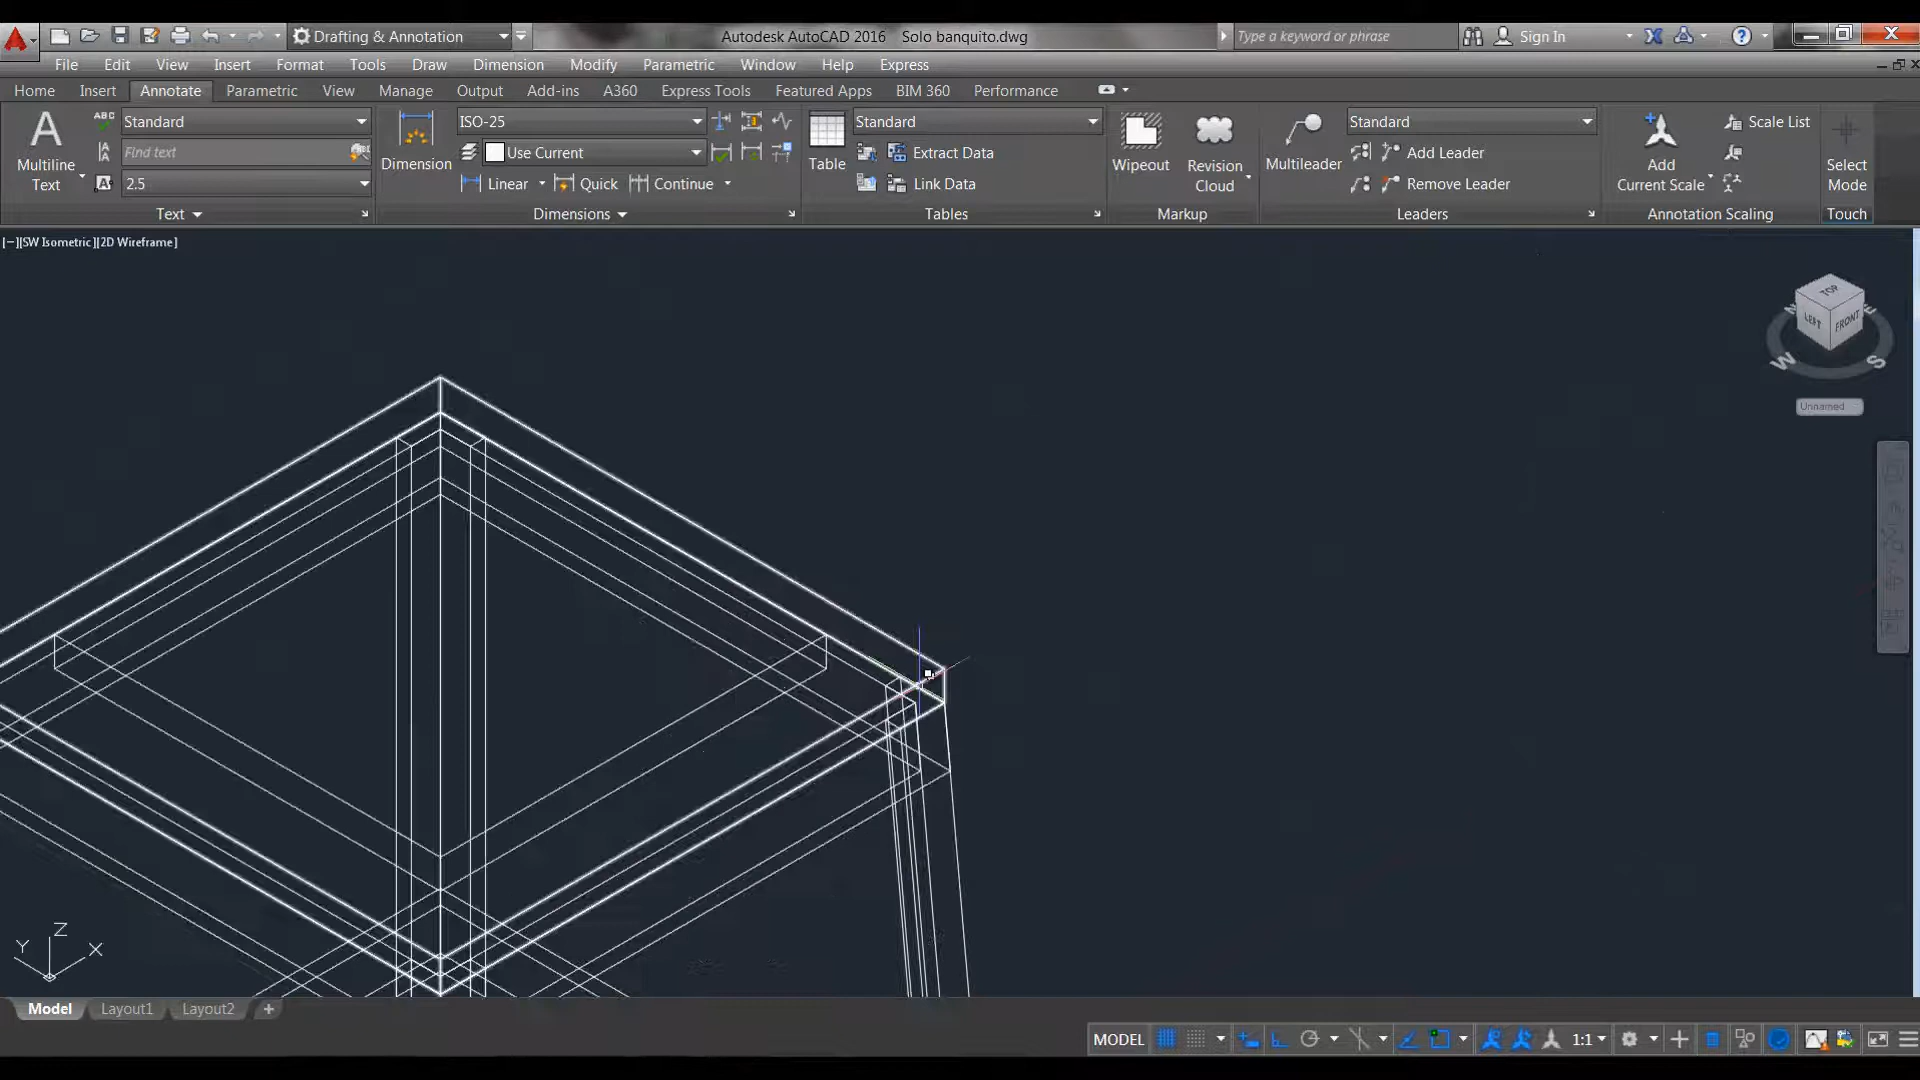 Drafting & Annotation
Autodesk AutoCAD 2016 Solo banquito.dwg
Type a keyword or phrase
Sign In
File Edit View Insert Format Tools Draw Dimension Modify Parametric Window Help Express
Home Insert Annotate Parametric View Manage Output Add-ins A360 Express Tools Featured Apps BIM 360 Performance
Multiline Text
ABC
Standard
Find text
A
2.5
Text
Dimension
ISO-25
Use Current
Linear Quick Continue
Dimensions
Table
Standard
Extract Data
Link Data
Tables
Wipeout
Revision Cloud
Markup
Multileader
Standard
Add Leader
Remove Leader
Leaders
Add Current Scale
Scale List
Annotation Scaling
Select Mode
Touch
[−][SW Isometric][2D Wireframe]
TOP
LEFT FRONT
N E
W S
Unnamed
Z
Y X
Model Layout1 Layout2 +
MODEL
1:1